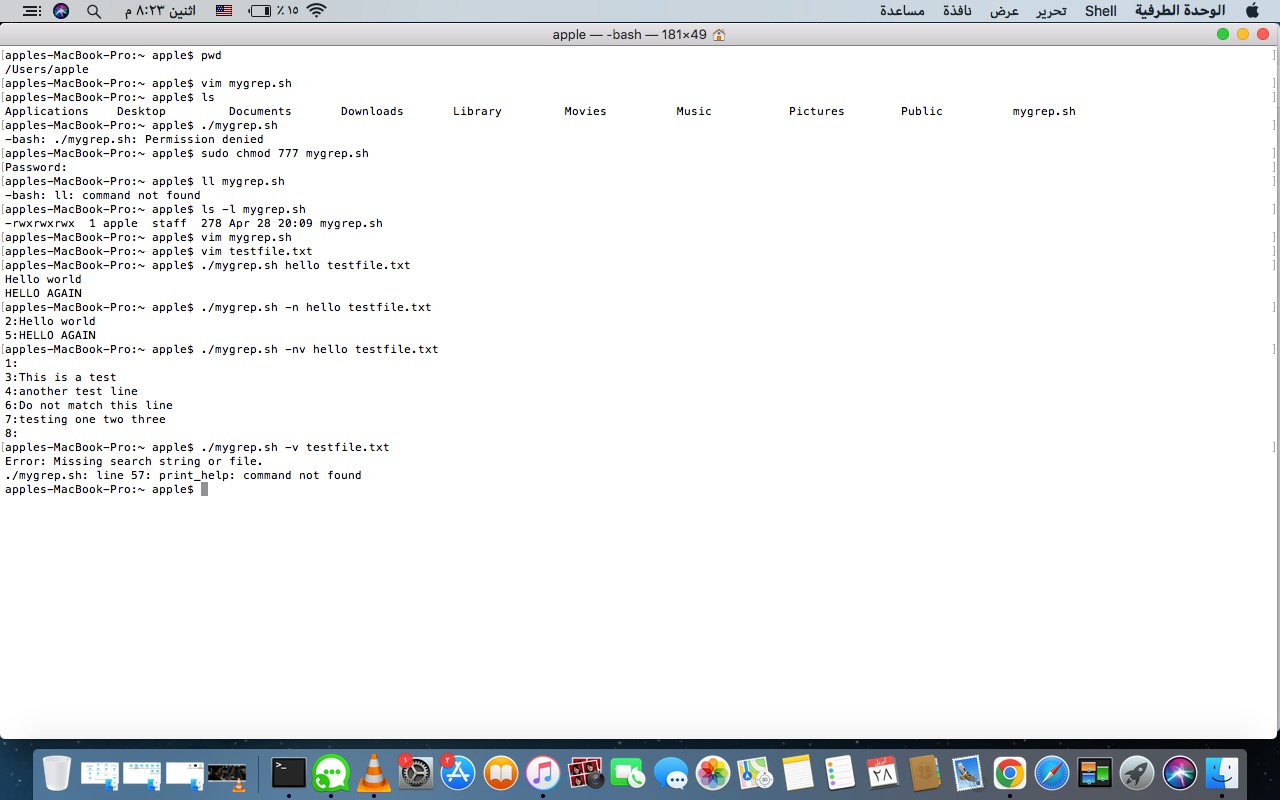 الوحدة الطرفية Shell تحرير عرض نافذة مساعدة
١٥ ٪ اثنين ٨:٢٣ م
apple — -bash — 181×49
apples-MacBook-Pro:~ apple$ pwd
/Users/apple
apples-MacBook-Pro:~ apple$ vim mygrep.sh
apples-MacBook-Pro:~ apple$ ls
Applications Desktop Documents Downloads Library Movies Music Pictures Public mygrep.sh
apples-MacBook-Pro:~ apple$ ./mygrep.sh
-bash: ./mygrep.sh: Permission denied
apples-MacBook-Pro:~ apple$ sudo chmod 777 mygrep.sh
Password:
apples-MacBook-Pro:~ apple$ ll mygrep.sh
-bash: ll: command not found
apples-MacBook-Pro:~ apple$ ls -l mygrep.sh
-rwxrwxrwx 1 apple staff 278 Apr 28 20:09 mygrep.sh
apples-MacBook-Pro:~ apple$ vim mygrep.sh
apples-MacBook-Pro:~ apple$ vim testfile.txt
apples-MacBook-Pro:~ apple$ ./mygrep.sh hello testfile.txt
Hello world
HELLO AGAIN
apples-MacBook-Pro:~ apple$ ./mygrep.sh -n hello testfile.txt
2:Hello world
5:HELLO AGAIN
apples-MacBook-Pro:~ apple$ ./mygrep.sh -nv hello testfile.txt
1:
3:This is a test
4:another test line
6:Do not match this line
7:testing one two three
8:
apples-MacBook-Pro:~ apple$ ./mygrep.sh -v testfile.txt
Error: Missing search string or file.
./mygrep.sh: line 57: print_help: command not found
apples-MacBook-Pro:~ apple$
>_
١
٢
٢٨